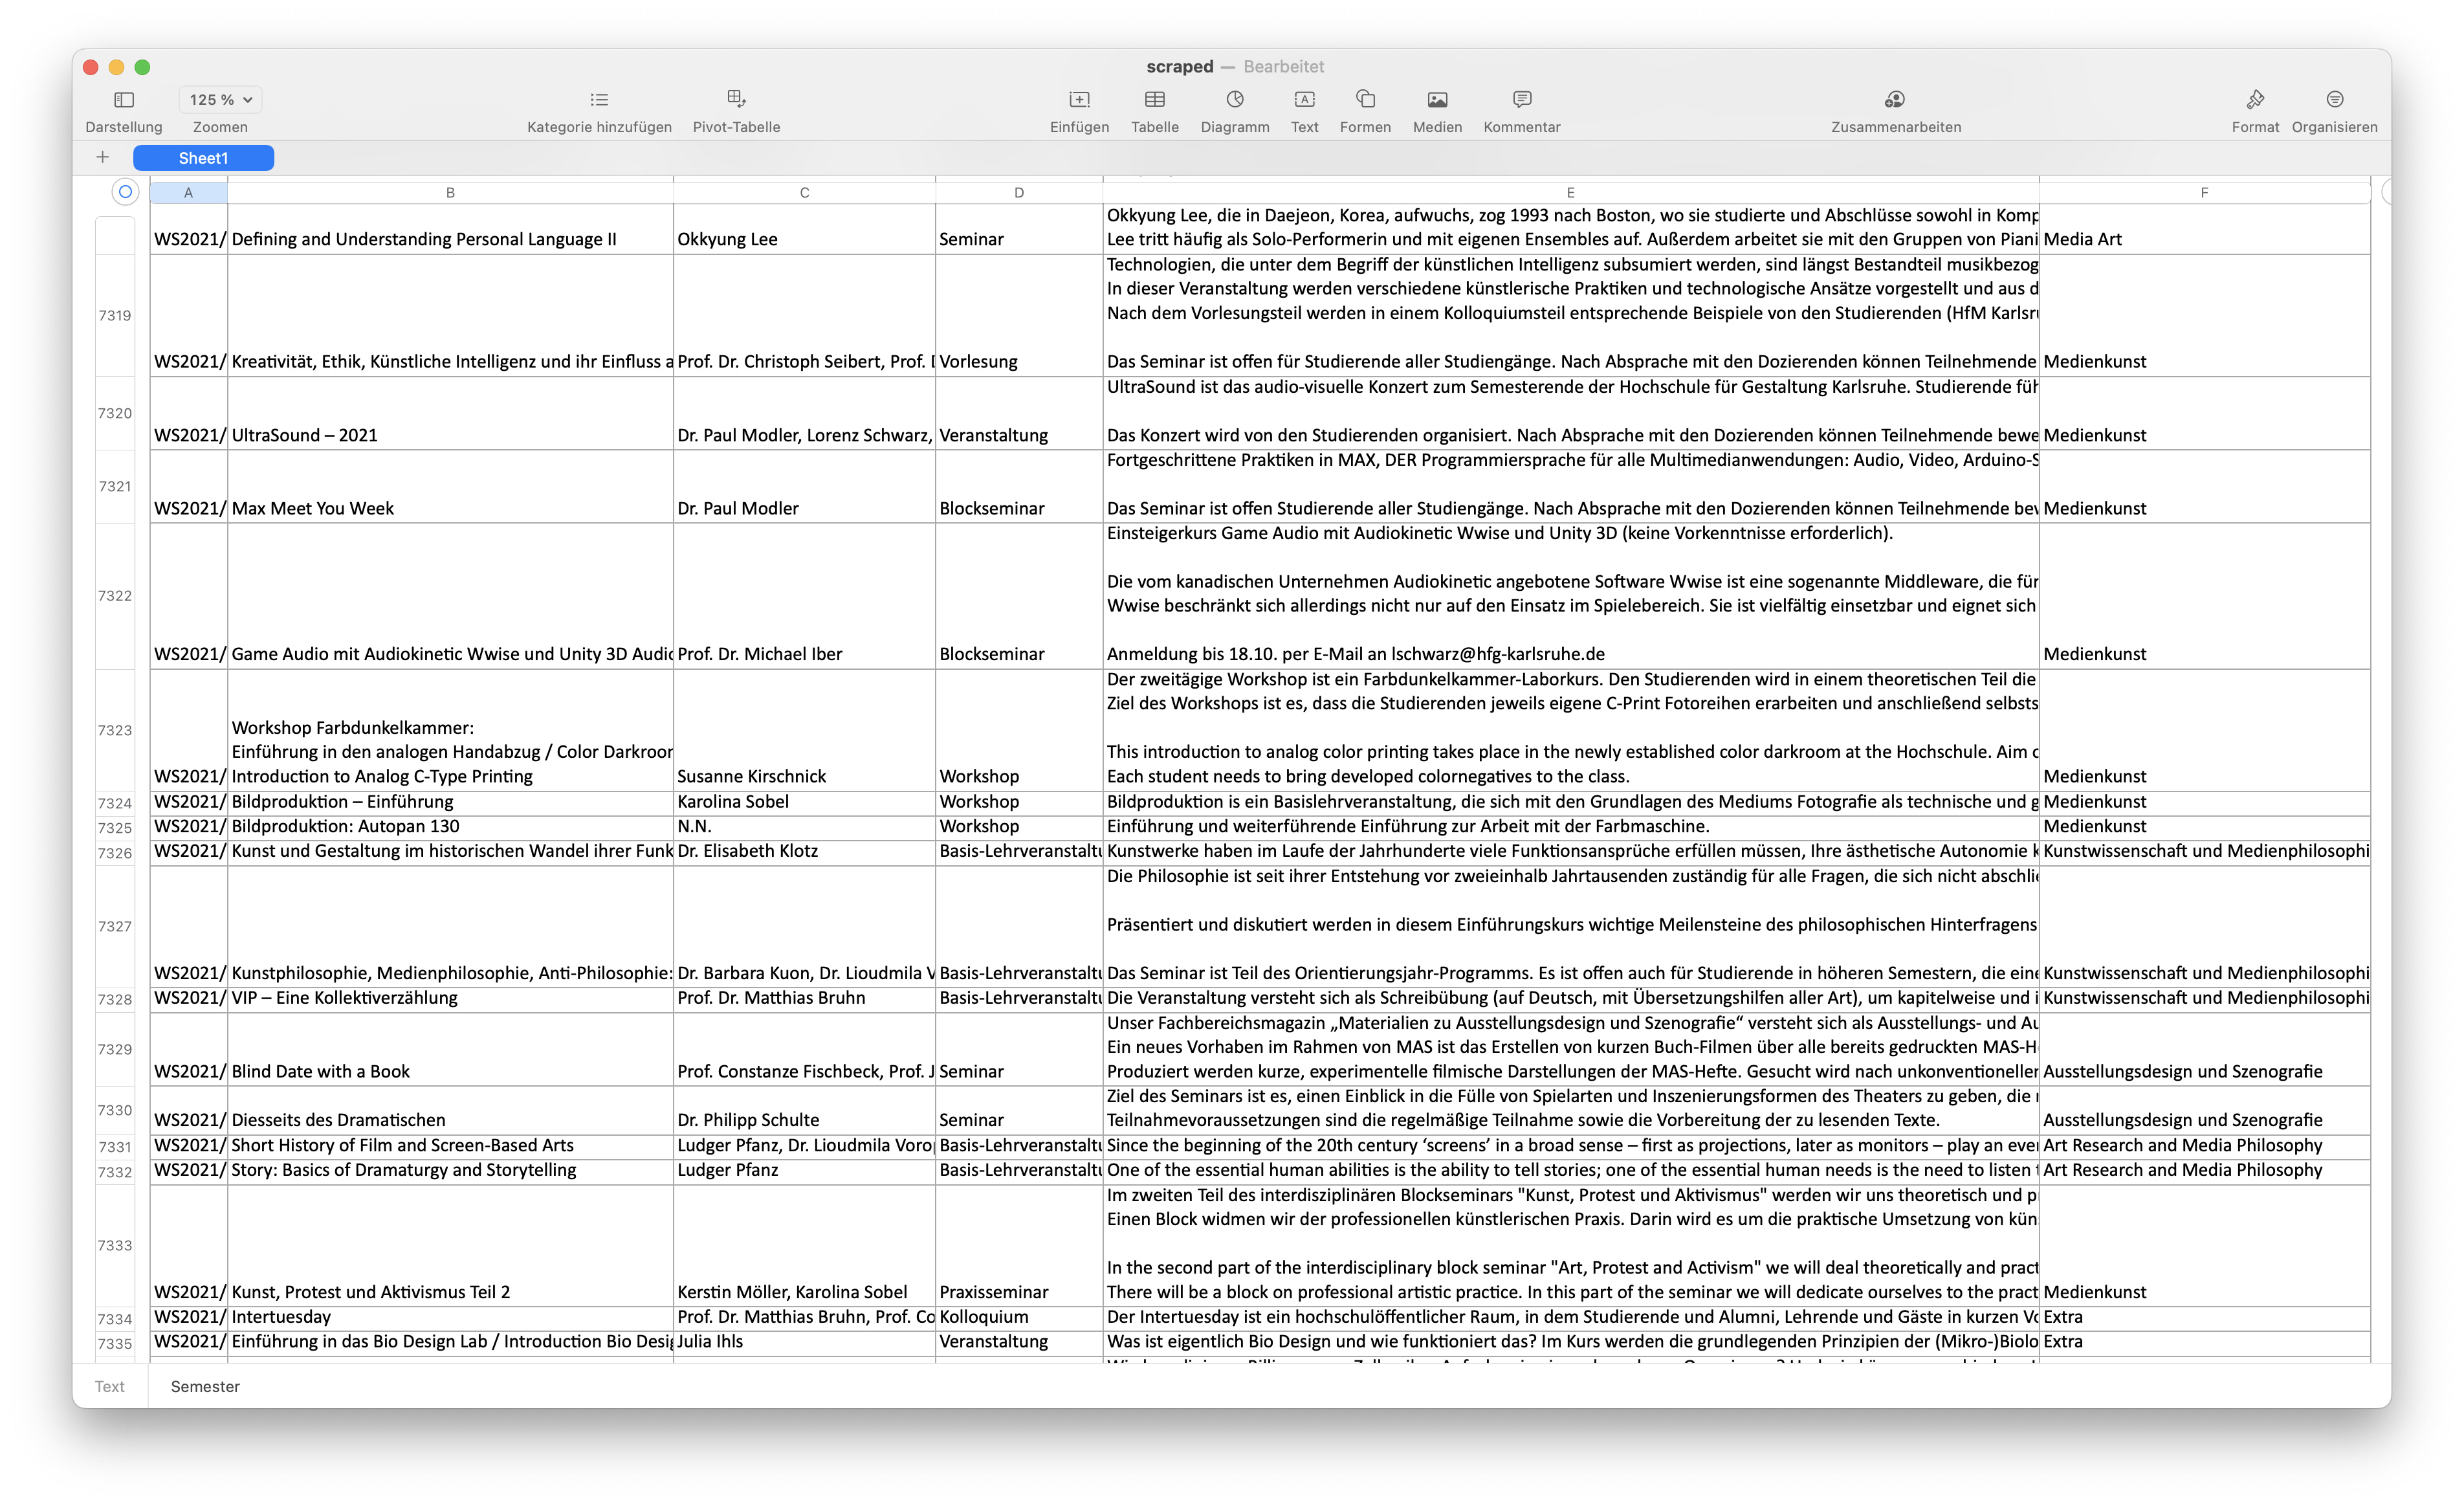 scraped — Bearbeitet
125 %
Darstellung Zoomen Kategorie hinzufügen Pivot-Tabelle Einfügen Tabelle Diagramm Text Formen Medien Kommentar Zusammenarbeiten Format Organisieren
Sheet1
A B C D E F
Okkyung Lee, die in Daejeon, Korea, aufwuchs, zog 1993 nach Boston, wo sie studierte und Abschlüsse sowohl in Komp
WS2021/ Defining and Understanding Personal Language II Okkyung Lee Seminar Lee tritt häufig als Solo-Performerin und mit eigenen Ensembles auf. Außerdem arbeitet sie mit den Gruppen von Piani Media Art
Technologien, die unter dem Begriff der künstlichen Intelligenz subsumiert werden, sind längst Bestandteil musikbezog
In dieser Veranstaltung werden verschiedene künstlerische Praktiken und technologische Ansätze vorgestellt und aus d
7319 Nach dem Vorlesungsteil werden in einem Kolloquiumsteil entsprechende Beispiele von den Studierenden (HfM Karlsru
WS2021/ Kreativität, Ethik, Künstliche Intelligenz und ihr Einfluss a Prof. Dr. Christoph Seibert, Prof. Vorlesung Das Seminar ist offen für Studierende aller Studiengänge. Nach Absprache mit den Dozierenden können Teilnehmende Medienkunst
UltraSound ist das audio-visuelle Konzert zum Semesterende der Hochschule für Gestaltung Karlsruhe. Studierende füh
7320
WS2021/ UltraSound – 2021 Dr. Paul Modler, Lorenz Schwarz, Veranstaltung Das Konzert wird von den Studierenden organisiert. Nach Absprache mit den Dozierenden können Teilnehmende bewe Medienkunst
Fortgeschrittene Praktiken in MAX, DER Programmiersprache für alle Multimedianwendungen: Audio, Video, Arduino-S
7321
WS2021/ Max Meet You Week Dr. Paul Modler Blockseminar Das Seminar ist offen Studierende aller Studiengänge. Nach Absprache mit den Dozierenden können Teilnehmende bew Medienkunst
Einsteigerkurs Game Audio mit Audiokinetic Wwise und Unity 3D (keine Vorkenntnisse erforderlich).
Die vom kanadischen Unternehmen Audiokinetic angebotene Software Wwise ist eine sogenannte Middleware, die für
7322 Wwise beschränkt sich allerdings nicht nur auf den Einsatz im Spielebereich. Sie ist vielfältig einsetzbar und eignet sich
WS2021/ Game Audio mit Audiokinetic Wwise und Unity 3D Audio Prof. Dr. Michael Iber Blockseminar Anmeldung bis 18.10. per E-Mail an lschwarz@hfg-karlsruhe.de Medienkunst
Der zweitägige Workshop ist ein Farbdunkelkammer-Laborkurs. Den Studierenden wird in einem theoretischen Teil die
Ziel des Workshops ist es, dass die Studierenden jeweils eigene C-Print Fotoreihen erarbeiten und anschließend selbsts
7323 Workshop Farbdunkelkammer:
Einführung in den analogen Handabzug / Color Darkroom This introduction to analog color printing takes place in the newly established color darkroom at the Hochschule. Aim o
WS2021/ Introduction to Analog C-Type Printing Susanne Kirschnick Workshop Each student needs to bring developed colornegatives to the class. Medienkunst
7324 WS2021/ Bildproduktion – Einführung Karolina Sobel Workshop Bildproduktion is ein Basislehrveranstaltung, die sich mit den Grundlagen des Mediums Fotografie als technische und g Medienkunst
7325 WS2021/ Bildproduktion: Autopan 130 N.N. Workshop Einführung und weiterführende Einführung zur Arbeit mit der Farbmaschine. Medienkunst
7326 WS2021/ Kunst und Gestaltung im historischen Wandel ihrer Funk Dr. Elisabeth Klotz Basis-Lehrveranstaltu Kunstwerke haben im Laufe der Jahrhunderte viele Funktionsansprüche erfüllen müssen, Ihre ästhetische Autonomie k Kunstwissenschaft und Medienphilosophi
Die Philosophie ist seit ihrer Entstehung vor zweieinhalb Jahrtausenden zuständig für alle Fragen, die sich nicht abschlie
7327 Präsentiert und diskutiert werden in diesem Einführungskurs wichtige Meilensteine des philosophischen Hinterfragens
WS2021/ Kunstphilosophie, Medienphilosophie, Anti-Philosophie: Dr. Barbara Kuon, Dr. Lioudmila V Basis-Lehrveranstaltu Das Seminar ist Teil des Orientierungsjahr-Programms. Es ist offen auch für Studierende in höheren Semestern, die eine Kunstwissenschaft und Medienphilosophi
7328 WS2021/ VIP – Eine Kollektiverzählung Prof. Dr. Matthias Bruhn Basis-Lehrveranstaltu Die Veranstaltung versteht sich als Schreibübung (auf Deutsch, mit Übersetzungshilfen aller Art), um kapitelweise und i Kunstwissenschaft und Medienphilosophi
Unser Fachbereichsmagazin „Materialien zu Ausstellungsdesign und Szenografie“ versteht sich als Ausstellungs- und Au
7329 Ein neues Vorhaben im Rahmen von MAS ist das Erstellen von kurzen Buch-Filmen über alle bereits gedruckten MAS-H
WS2021/ Blind Date with a Book Prof. Constanze Fischbeck, Prof. J Seminar Produziert werden kurze, experimentelle filmische Darstellungen der MAS-Hefte. Gesucht wird nach unkonventionellen Ausstellungsdesign und Szenografie
7330 Ziel des Seminars ist es, einen Einblick in die Fülle von Spielarten und Inszenierungsformen des Theaters zu geben, die
WS2021/ Diesseits des Dramatischen Dr. Philipp Schulte Seminar Teilnahmevoraussetzungen sind die regelmäßige Teilnahme sowie die Vorbereitung der zu lesenden Texte. Ausstellungsdesign und Szenografie
7331 WS2021/ Short History of Film and Screen-Based Arts Ludger Pfanz, Dr. Lioudmila Vorop Basis-Lehrveranstaltu Since the beginning of the 20th century ‘screens’ in a broad sense – first as projections, later as monitors – play an ever Art Research and Media Philosophy
7332 WS2021/ Story: Basics of Dramaturgy and Storytelling Ludger Pfanz Basis-Lehrveranstaltu One of the essential human abilities is the ability to tell stories; one of the essential human needs is the need to listen t Art Research and Media Philosophy
Im zweiten Teil des interdisziplinären Blockseminars "Kunst, Protest und Aktivismus" werden wir uns theoretisch und p
Einen Block widmen wir der professionellen künstlerischen Praxis. Darin wird es um die praktische Umsetzung von kün
7333
In the second part of the interdisciplinary block seminar "Art, Protest and Activism" we will deal theoretically and pract
WS2021/ Kunst, Protest und Aktivismus Teil 2 Kerstin Möller, Karolina Sobel Praxisseminar There will be a block on professional artistic practice. In this part of the seminar we will dedicate ourselves to the pract Medienkunst
7334 WS2021/ Intertuesday Prof. Dr. Matthias Bruhn, Prof. Co Kolloquium Der Intertuesday ist ein hochschulöffentlicher Raum, in dem Studierende und Alumni, Lehrende und Gäste in kurzen Vo Extra
7335 WS2021/ Einführung in das Bio Design Lab / Introduction Bio Desig Julia Ihls Veranstaltung Was ist eigentlich Bio Design und wie funktioniert das? Im Kurs werden die grundlegenden Prinzipien der (Mikro-)Biolo Extra
Text Semester